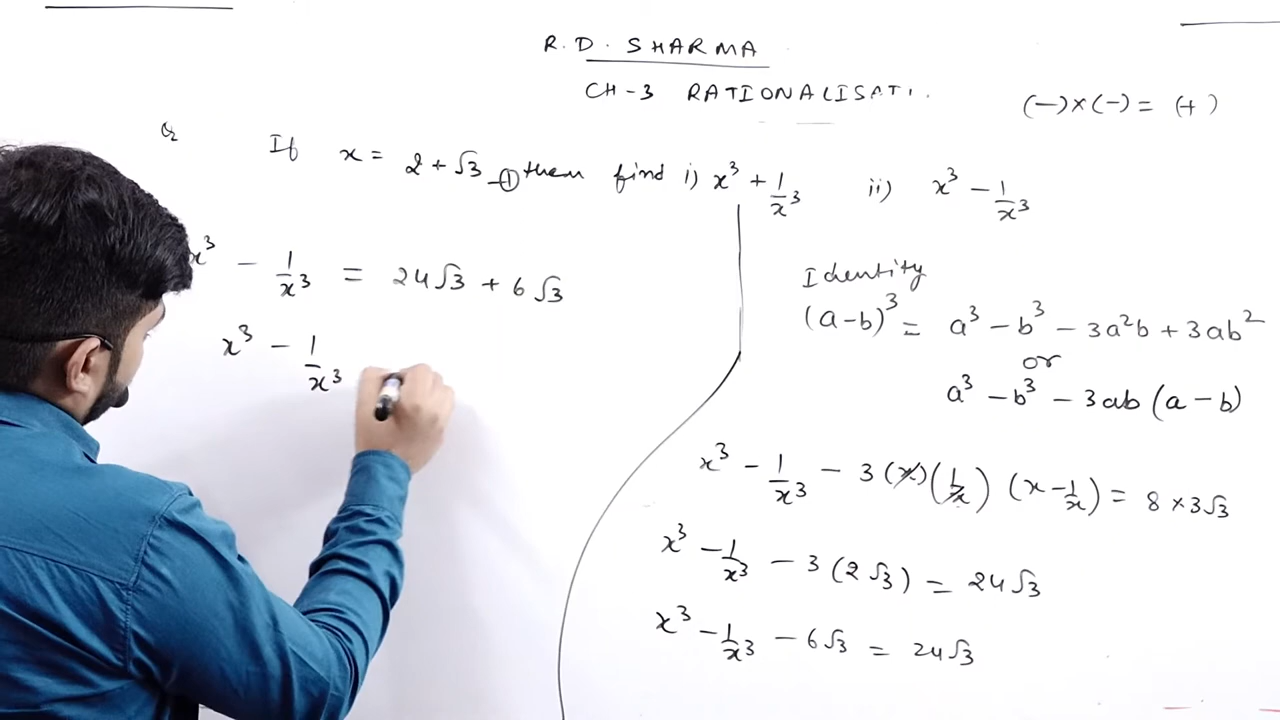 R.D. SHARMA
CH-3 RATIONALISATI
(-)×(-) = (+)
Q If x = 2 + √3 —① then find i) x³ + 1/x³ ii) x³ - 1/x³
x³ - 1/x³ = 24√3 + 6√3
x³ - 1/x³
Identity
(a-b)³ = a³ - b³ - 3a²b + 3ab²
or
a³ - b³ - 3ab (a - b)
x³ - 1/x³ - 3 (x)(1/x) (x - 1/x) = 8 × 3√3
x³ - 1/x³ - 3 (2√3) = 24√3
x³ - 1/x³ - 6√3 = 24√3